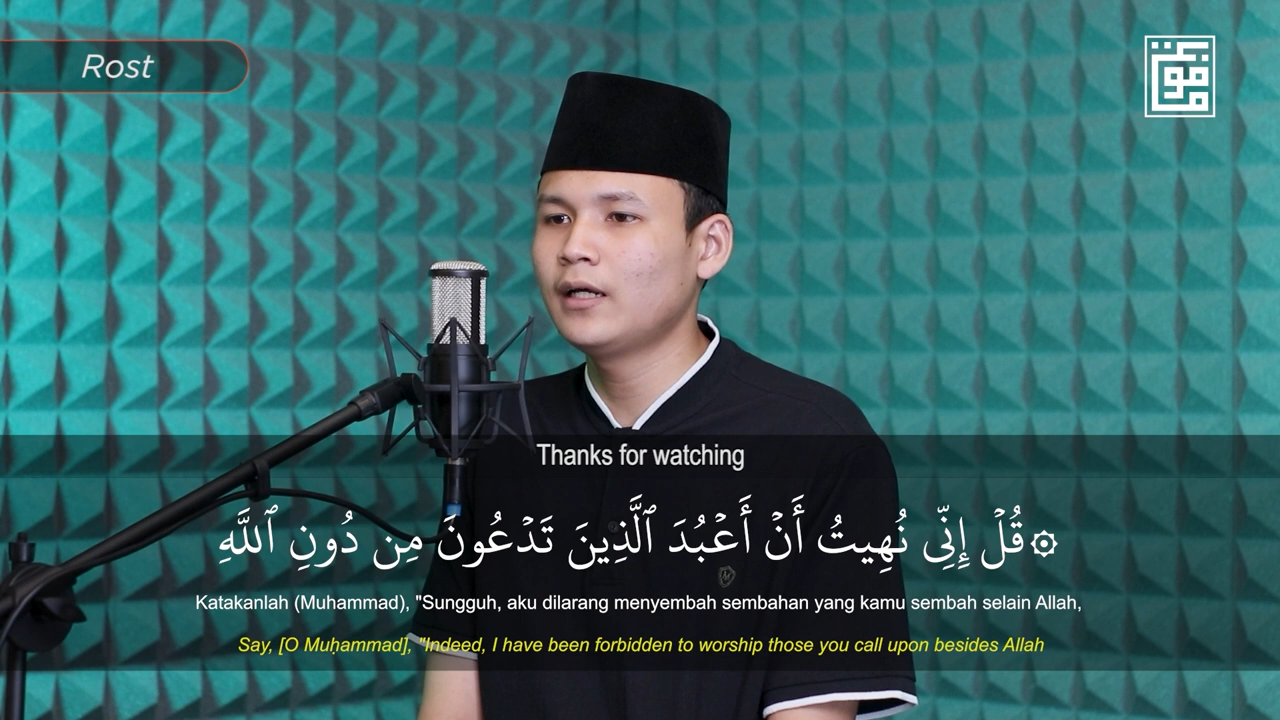 Rost
Thanks for watching
۞ قُلۡ إِنِّي نُهِيتُ أَنۡ أَعۡبُدَ ٱلَّذِينَ تَدۡعُونَ مِن دُونِ ٱللَّهِ
Katakanlah (Muhammad), "Sungguh, aku dilarang menyembah sembahan yang kamu sembah selain Allah,
Say, [O Muḥammad], "Indeed, I have been forbidden to worship those you call upon besides Allah